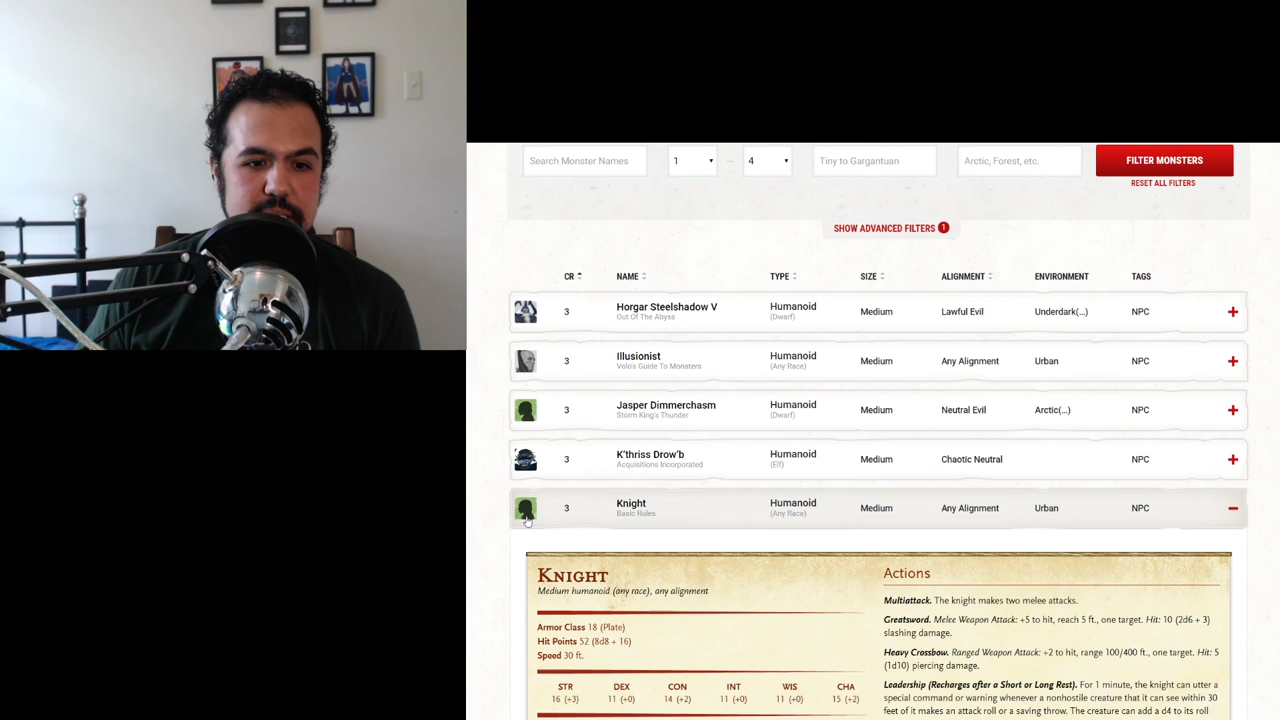 Search Monster Names
1
4
Tiny to Gargantuan
Arctic, Forest, etc.
FILTER MONSTERS
RESET ALL FILTERS
SHOW ADVANCED FILTERS 1
CR NAME TYPE SIZE ALIGNMENT ENVIRONMENT TAGS
3 Horgar Steelshadow V Humanoid Medium Lawful Evil Underdark(...) NPC
Out Of The Abyss (Dwarf)
3 Illusionist Humanoid Medium Any Alignment Urban NPC
Volo's Guide To Monsters (Any Race)
3 Jasper Dimmerchasm Humanoid Medium Neutral Evil Arctic(...) NPC
Storm King's Thunder (Dwarf)
3 K'thriss Drow'b Humanoid Medium Chaotic Neutral NPC
Acquisitions Incorporated (Elf)
3 Knight Humanoid Medium Any Alignment Urban NPC
Basic Rules (Any Race)
KNIGHT
Medium humanoid (any race), any alignment
Armor Class 18 (Plate)
Hit Points 52 (8d8 + 16)
Speed 30 ft.
STR DEX CON INT WIS CHA
16 (+3) 11 (+0) 14 (+2) 11 (+0) 11 (+0) 15 (+2)
Actions
Multiattack. The knight makes two melee attacks.
Greatsword. Melee Weapon Attack: +5 to hit, reach 5 ft., one target. Hit: 10 (2d6 + 3)
slashing damage.
Heavy Crossbow. Ranged Weapon Attack: +2 to hit, range 100/400 ft., one target. Hit: 5
(1d10) piercing damage.
Leadership (Recharges after a Short or Long Rest). For 1 minute, the knight can utter a
special command or warning whenever a nonhostile creature that it can see within 30
feet of it makes an attack roll or a saving throw. The creature can add a d4 to its roll